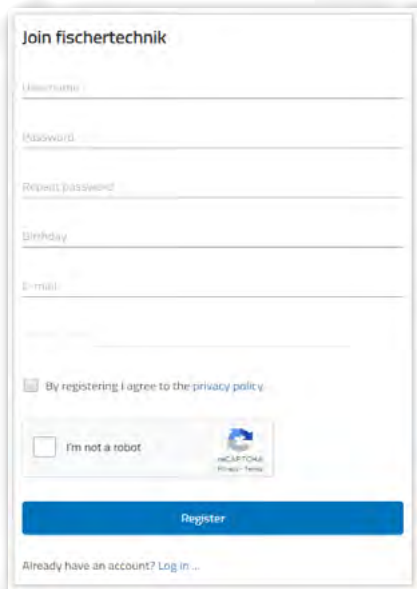 Join fischertechnik
Username
Password
Repeat password
Birthday
E-mail
By registering I agree to the privacy policy.
I'm not a robot
reCAPTCHA
Privacy - Terms
Register
Already have an account? Log in ...